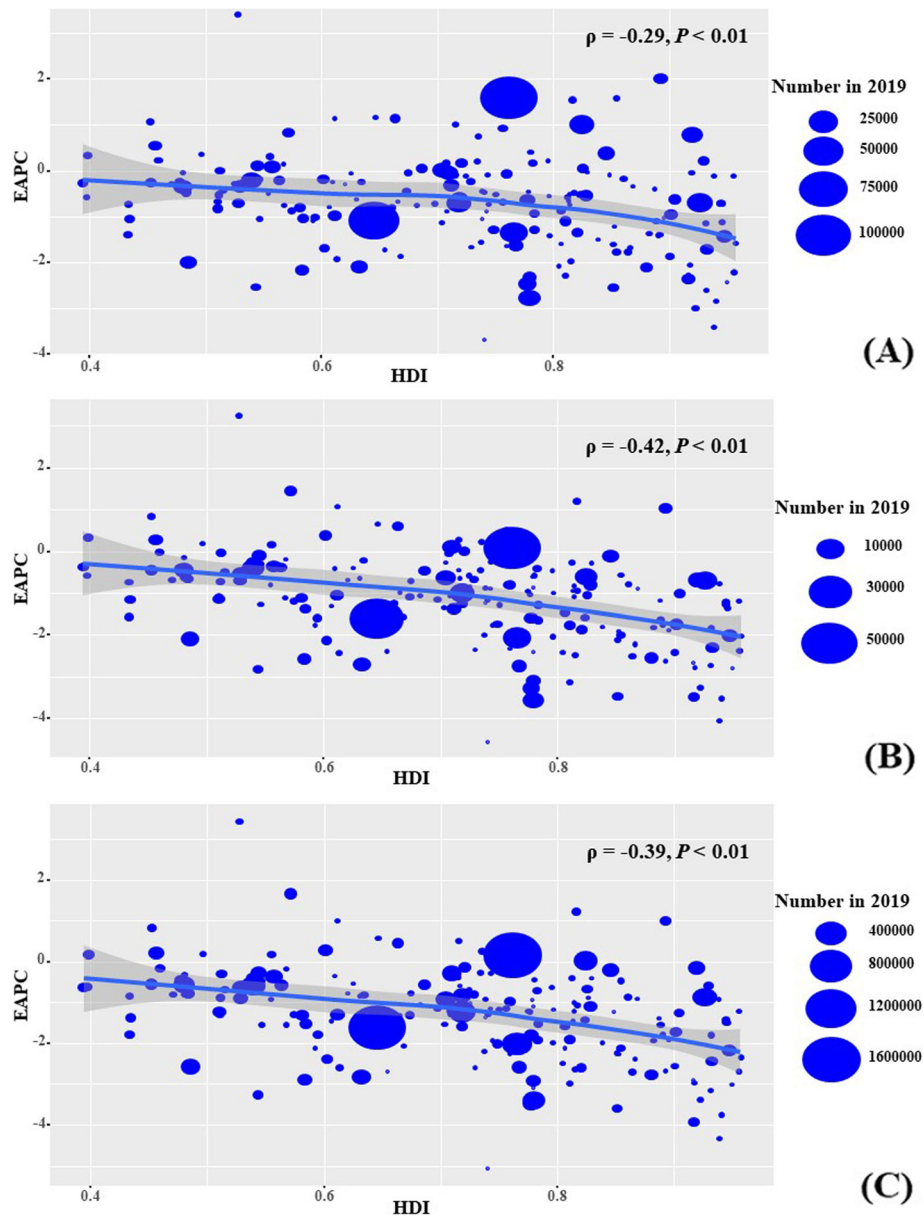 ρ = -0.29, P < 0.01
Number in 2019
25000
50000
75000
100000
EAPC
2
0
-2
-4
0.4
0.6
0.8
HDI
(A)
ρ = -0.42, P < 0.01
Number in 2019
10000
30000
50000
EAPC
2
0
-2
-4
0.4
0.6
0.8
HDI
(B)
ρ = -0.39, P < 0.01
Number in 2019
400000
800000
1200000
1600000
EAPC
2
0
-2
-4
0.4
0.6
0.8
HDI
(C)